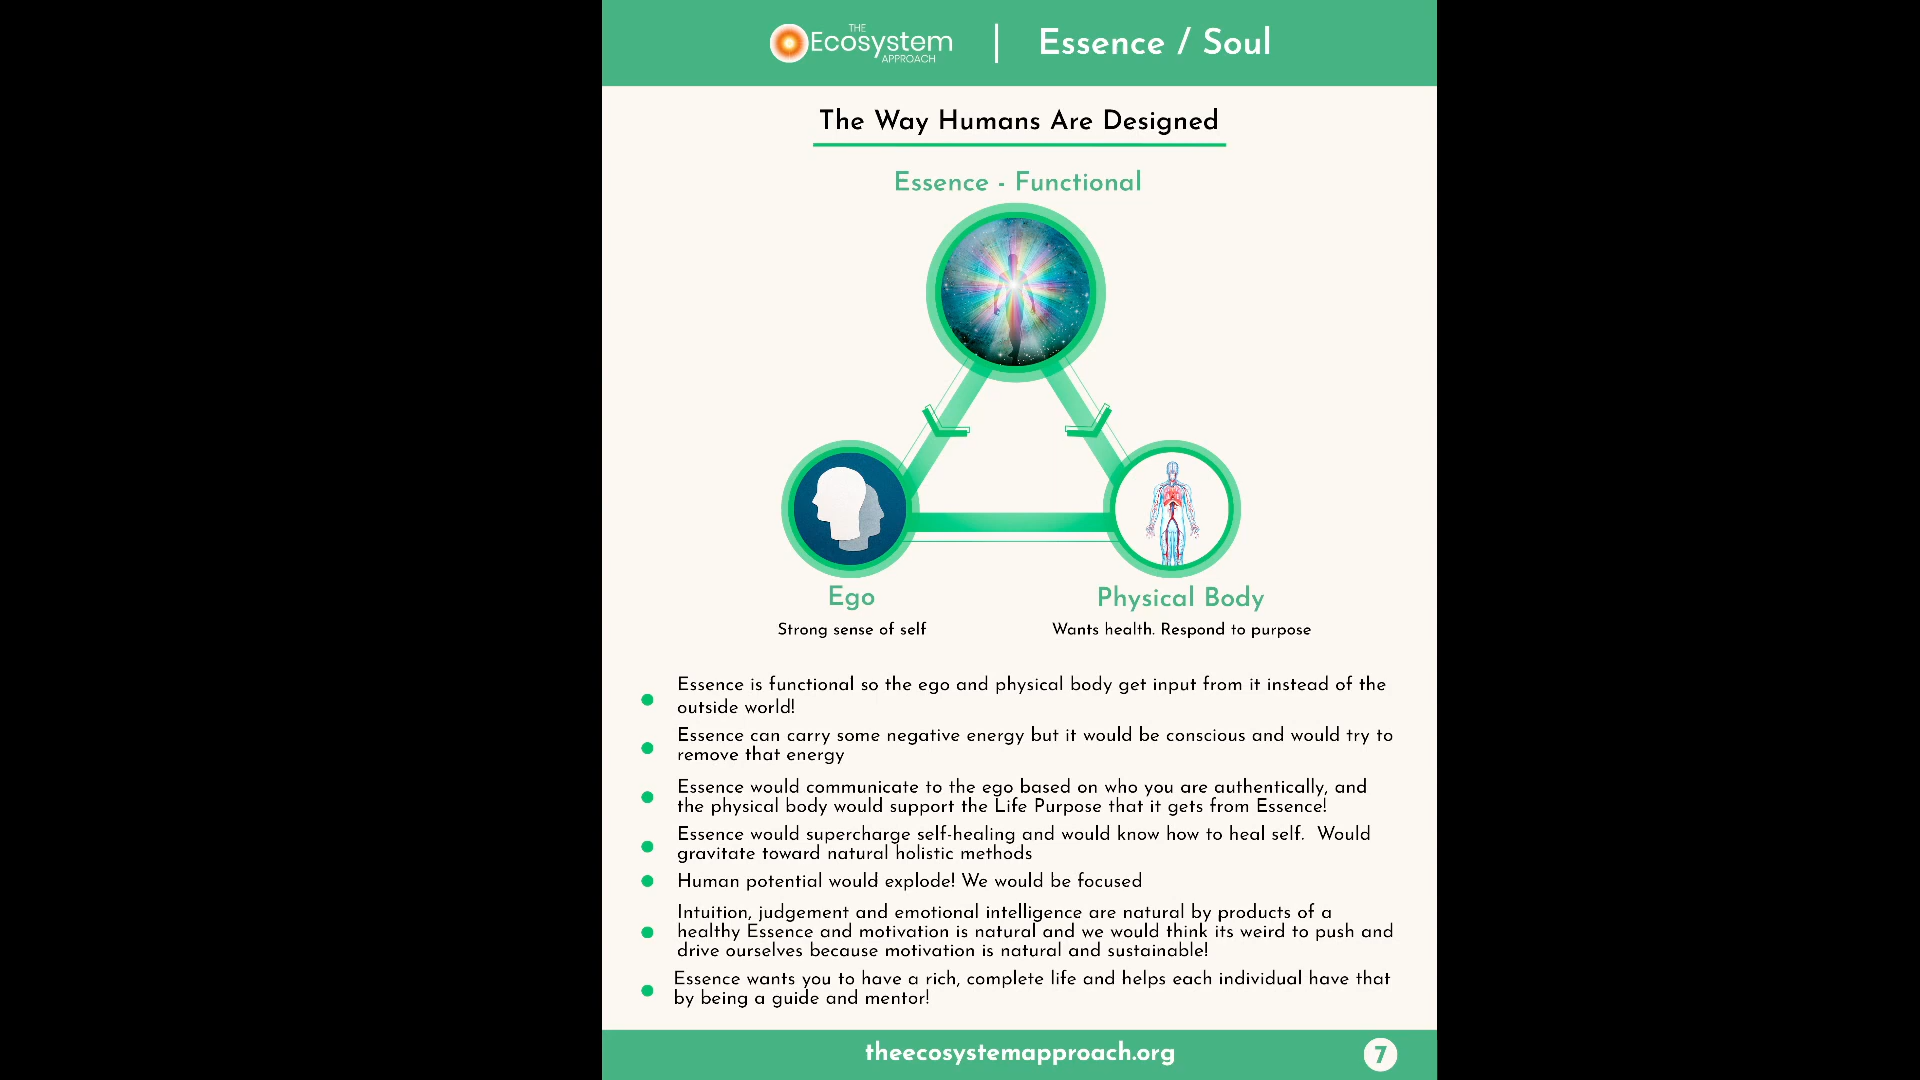 THE
Ecosystem
APPROACH
Essence / Soul
The Way Humans Are Designed
Essence - Functional
Ego
Physical Body
Strong sense of self
Wants health. Respond to purpose
Essence is functional so the ego and physical body get input from it instead of the
outside world!
Essence can carry some negative energy but it would be conscious and would try to
remove that energy
Essence would communicate to the ego based on who you are authentically, and
the physical body would support the Life Purpose that it gets from Essence!
Essence would supercharge self-healing and would know how to heal self.  Would
gravitate toward natural holistic methods
Human potential would explode! We would be focused
Intuition, judgement and emotional intelligence are natural by products of a
healthy Essence and motivation is natural and we would think its weird to push and
drive ourselves because motivation is natural and sustainable!
Essence wants you to have a rich, complete life and helps each individual have that
by being a guide and mentor!
theecosystemapproach.org
7